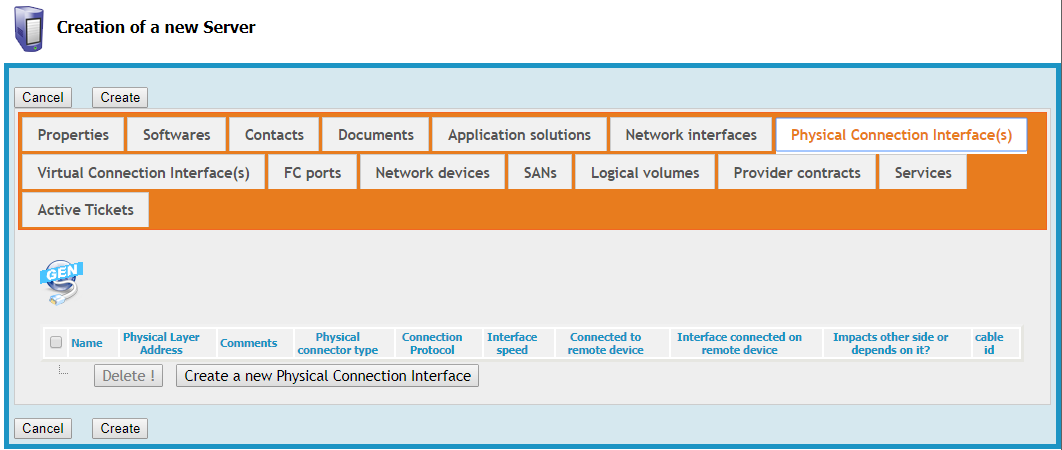 Creation of a new Server
Cancel Create
Properties Softwares Contacts Documents Application solutions Network interfaces Physical Connection Interface(s)
Virtual Connection Interface(s) FC ports Network devices SANs Logical volumes Provider contracts Services
Active Tickets
GEN
Name Physical Layer Address Comments Physical connector type Connection Protocol Interface speed Connected to remote device Interface connected on remote device Impacts other side or depends on it? cable id
Delete ! Create a new Physical Connection Interface
Cancel Create